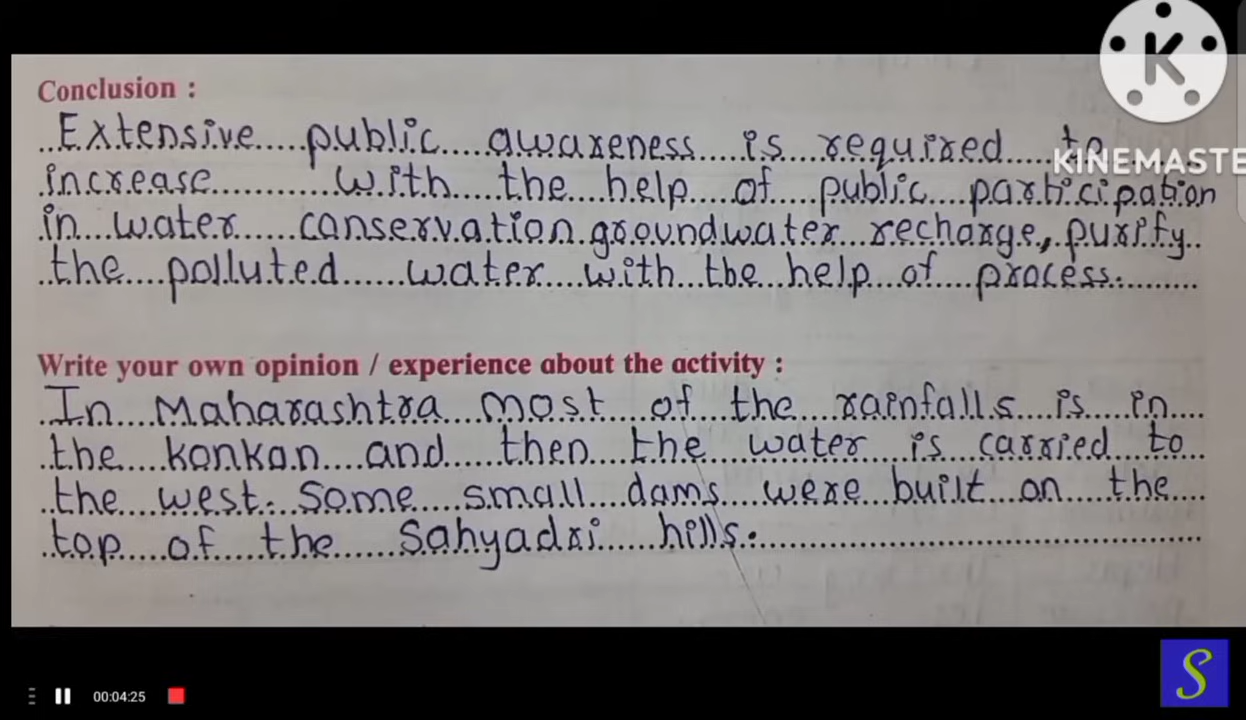 Conclusion :
Extensive public awareness is required to
KINEMASTE
increase with the help of public participation
in water conservation groundwater recharge, purify
the polluted water with the help of process.
Write your own opinion / experience about the activity :
In Maharashtra most of the rainfalls is in
the konkan and then the water is carried to
the west. Some small dams were built on the
top of the Sahyadri hills.
S
00:04:25